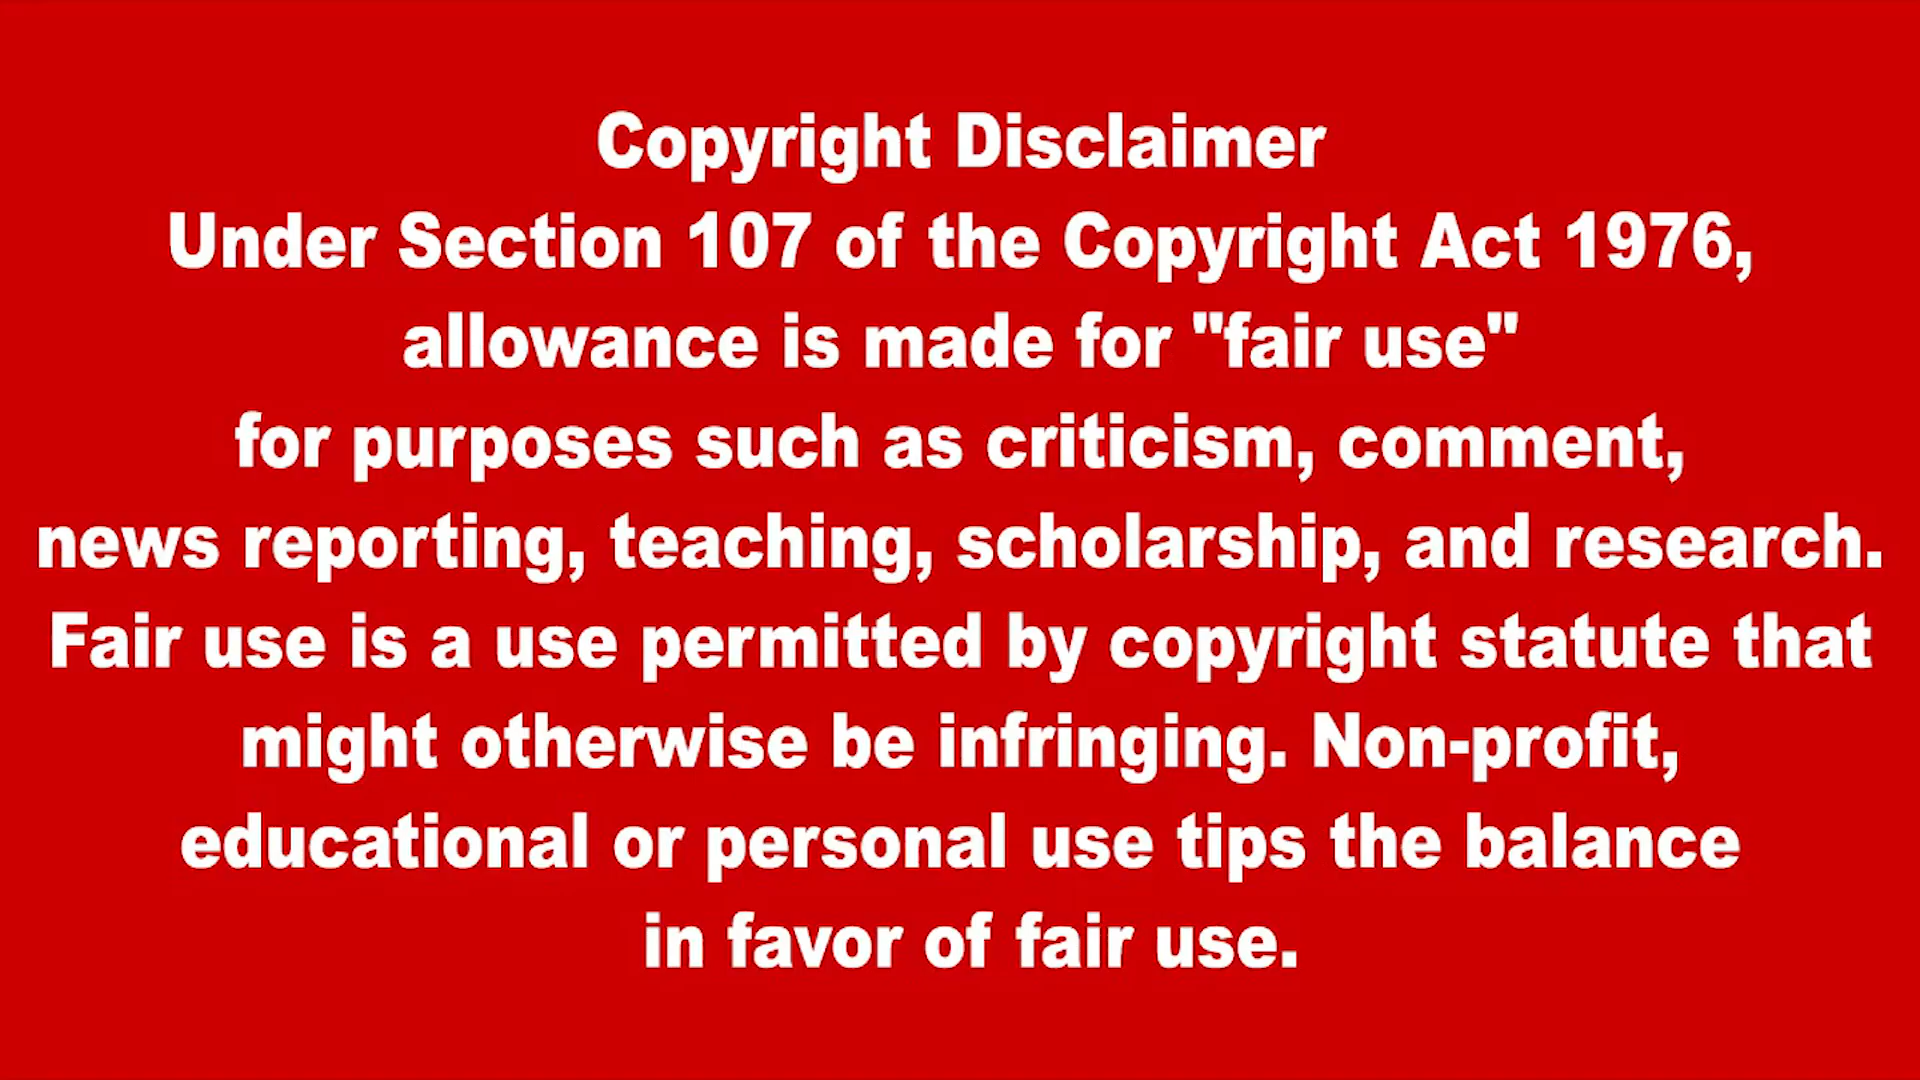 Copyright Disclaimer
Under Section 107 of the Copyright Act 1976,
allowance is made for "fair use"
for purposes such as criticism, comment,
news reporting, teaching, scholarship, and research.
Fair use is a use permitted by copyright statute that
might otherwise be infringing. Non-profit,
educational or personal use tips the balance
in favor of fair use.